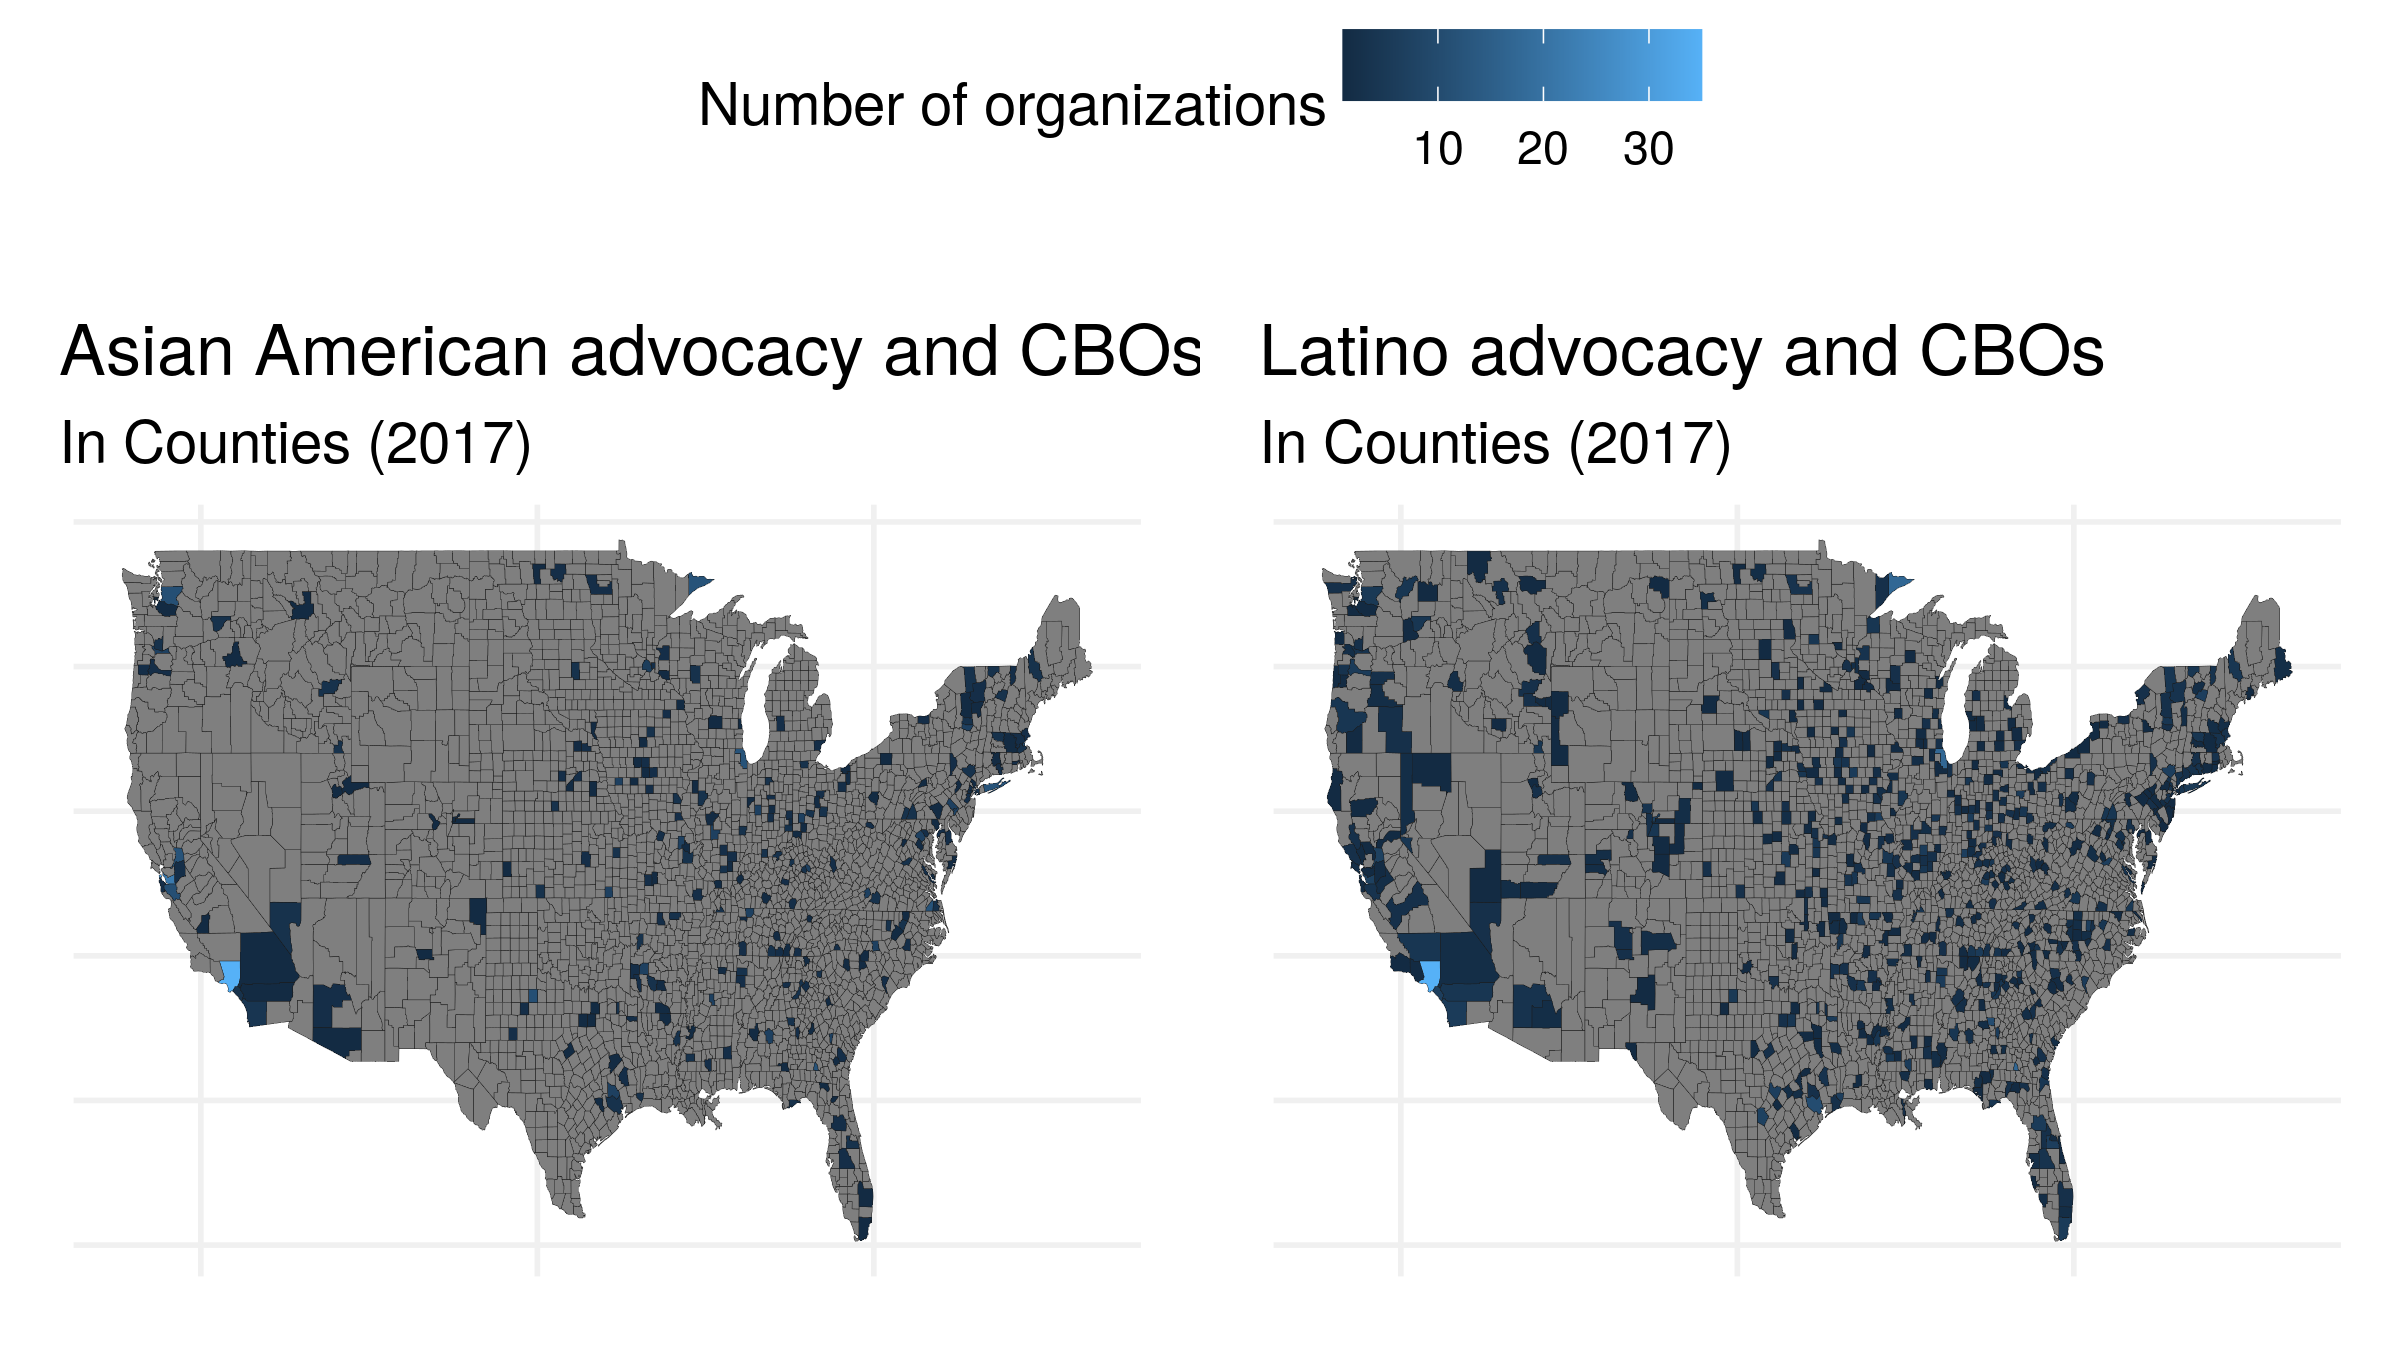 Number of organizations
10 20 30
Asian American advocacy and CBOs
In Counties (2017)
Latino advocacy and CBOs
In Counties (2017)